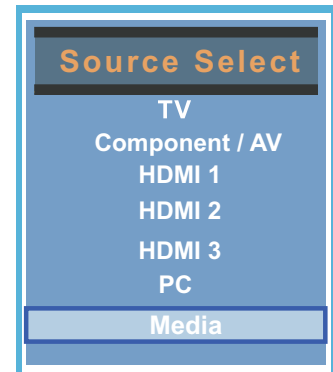 Source Select
TV
Component / AV
HDMI 1
HDMI 2
HDMI 3
PC
Media